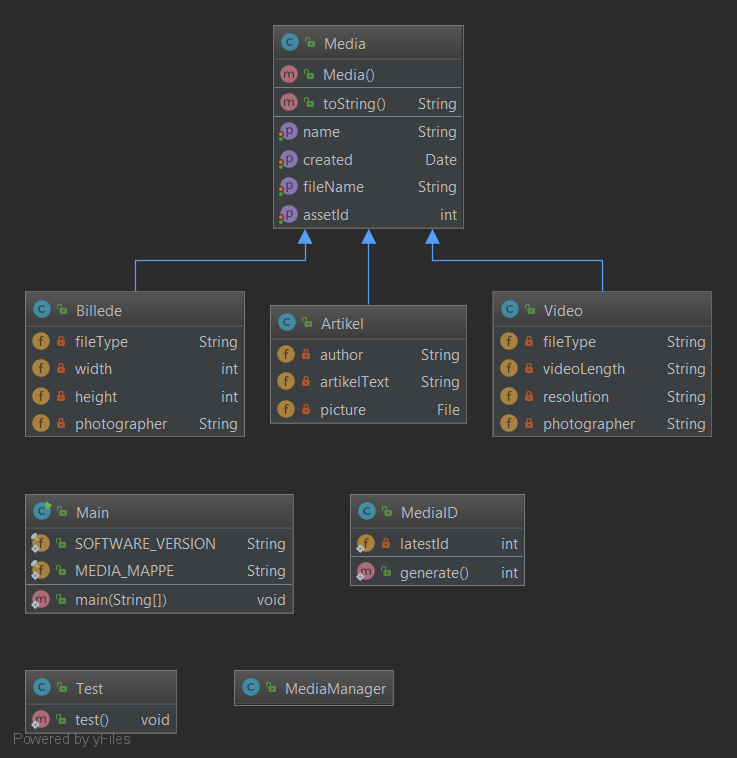 Media
Media()
toString() String
name String
created Date
fileName String
assetId int
Billede
fileType String
width int
height int
photographer String
Artikel
author String
artikelText String
picture File
Video
fileType String
videoLength String
resolution String
photographer String
Main
SOFTWARE_VERSION String
MEDIA_MAPPE String
main(String[]) void
MediaID
latestId int
generate() int
Test
test() void
MediaManager
Powered by yFiles